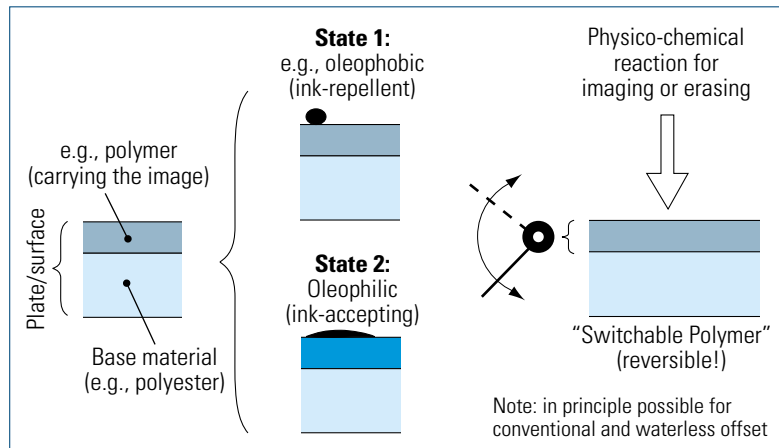 e.g., polymer
(carrying the image)
Plate/surface
Base material
(e.g., polyester)
State 1:
e.g., oleophobic
(ink-repellent)
State 2:
Oleophilic
(ink-accepting)
Physico-chemical
reaction for
imaging or erasing
“Switchable Polymer”
(reversible!)
Note: in principle possible for
conventional and waterless offset